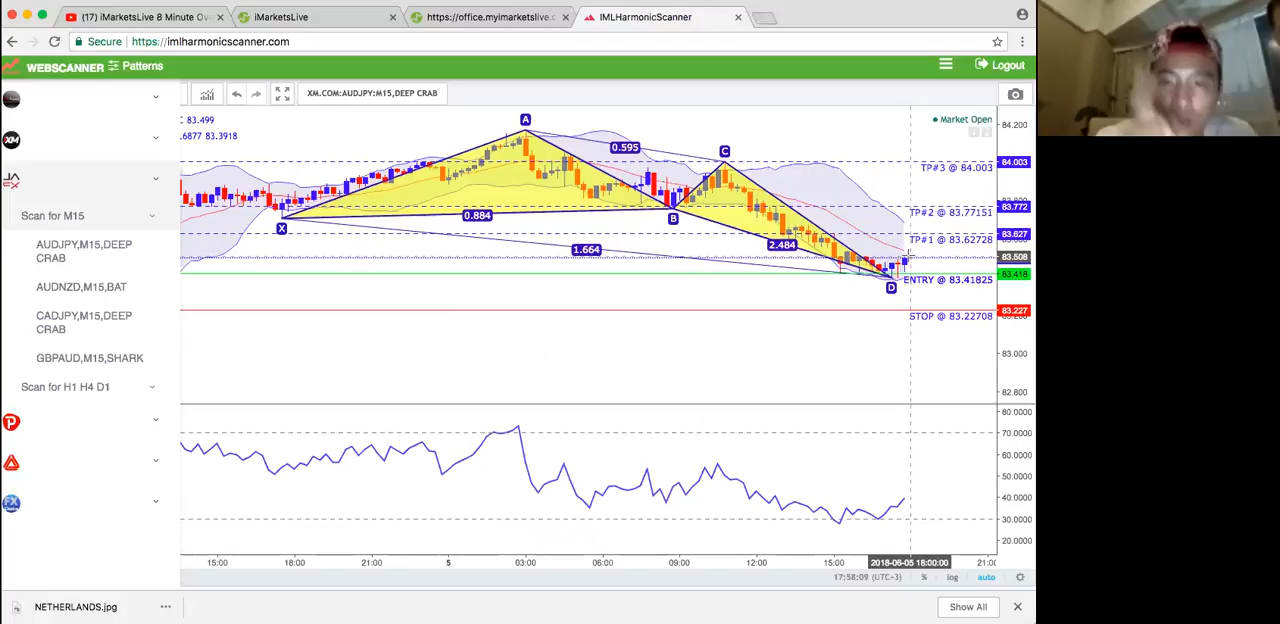 (17) iMarketsLive 8 Minute Ov
iMarketsLive
https://office.myimarketslive.c
IMLHarmonicScanner
Secure
https://imlharmonicscanner.com
WEBSCANNER
Patterns
Logout
XM
Scan for M15
AUDJPY,M15,DEEP
CRAB
AUDNZD,M15,BAT
CADJPY,M15,DEEP
CRAB
GBPAUD,M15,SHARK
Scan for H1 H4 D1
XM.COM:AUDJPY:M15,DEEP CRAB
C 83.499
.6877 83.3918
Market Open
A
0.595
C
TP#3 @ 84.003
0.884
B
TP#2 @ 83.77151
X
1.664
2.484
TP#1 @ 83.62728
ENTRY @ 83.41825
D
STOP @ 83.22708
84.200
84.003
83.772
83.627
83.508
83.418
83.227
83.000
82.800
80.0000
70.0000
60.0000
50.0000
40.0000
30.0000
20.0000
15:00
18:00
21:00
5
03:00
06:00
09:00
12:00
15:00
2018-06-05 18:00:00
21:0
17:58:09 (UTC+3)
%
log
auto
NETHERLANDS.jpg
Show All